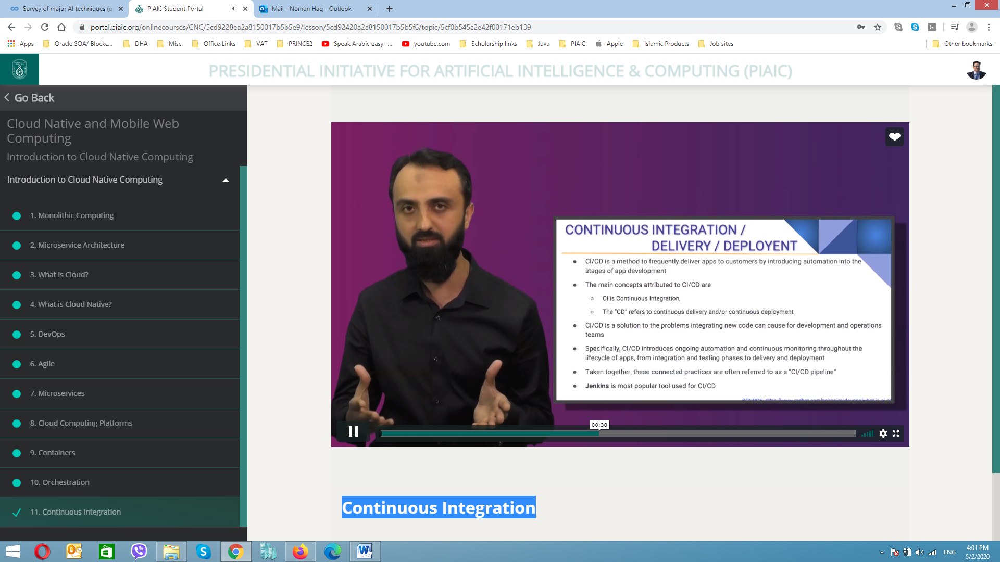 Survey of major AI techniques (o
PIAIC Student Portal
Mail - Noman Haq - Outlook
portal.piaic.org/onlinecourses/CNC/5cd9228ea2a8150017b5b5e9/lesson/5cd92420a2a8150017b5b5f6/topic/5cf0b545c2e42f00171eb139
Apps
Oracle SOA/ Blockc...
DHA
Misc.
Office Links
VAT
PRINCE2
Speak Arabic easy -...
youtube.com
Scholarship links
Java
PIAIC
Apple
Islamic Products
Job sites
Other bookmarks
PRESIDENTIAL INITIATIVE FOR ARTIFICIAL INTELLIGENCE & COMPUTING (PIAIC)
Go Back
Cloud Native and Mobile Web
Computing
Introduction to Cloud Native Computing
Introduction to Cloud Native Computing
1. Monolithic Computing
2. Microservice Architecture
3. What Is Cloud?
4. What is Cloud Native?
5. DevOps
6. Agile
7. Microservices
8. Cloud Computing Platforms
9. Containers
10. Orchestration
11. Continuous Integration
CONTINUOUS INTEGRATION /
DELIVERY / DEPLOYENT
• CI/CD is a method to frequently deliver apps to customers by introducing automation into the
stages of app development
• The main concepts attributed to CI/CD are
○ CI is Continuous Integration,
○ The “CD” refers to continuous delivery and/or continuous deployment
• CI/CD is a solution to the problems integrating new code can cause for development and operations
teams
• Specifically, CI/CD introduces ongoing automation and continuous monitoring throughout the
lifecycle of apps, from integration and testing phases to delivery and deployment
• Taken together, these connected practices are often referred to as a “CI/CD pipeline”
• Jenkins is most popular tool used for CI/CD
00:38
Continuous Integration
ENG
4:01 PM
5/2/2020